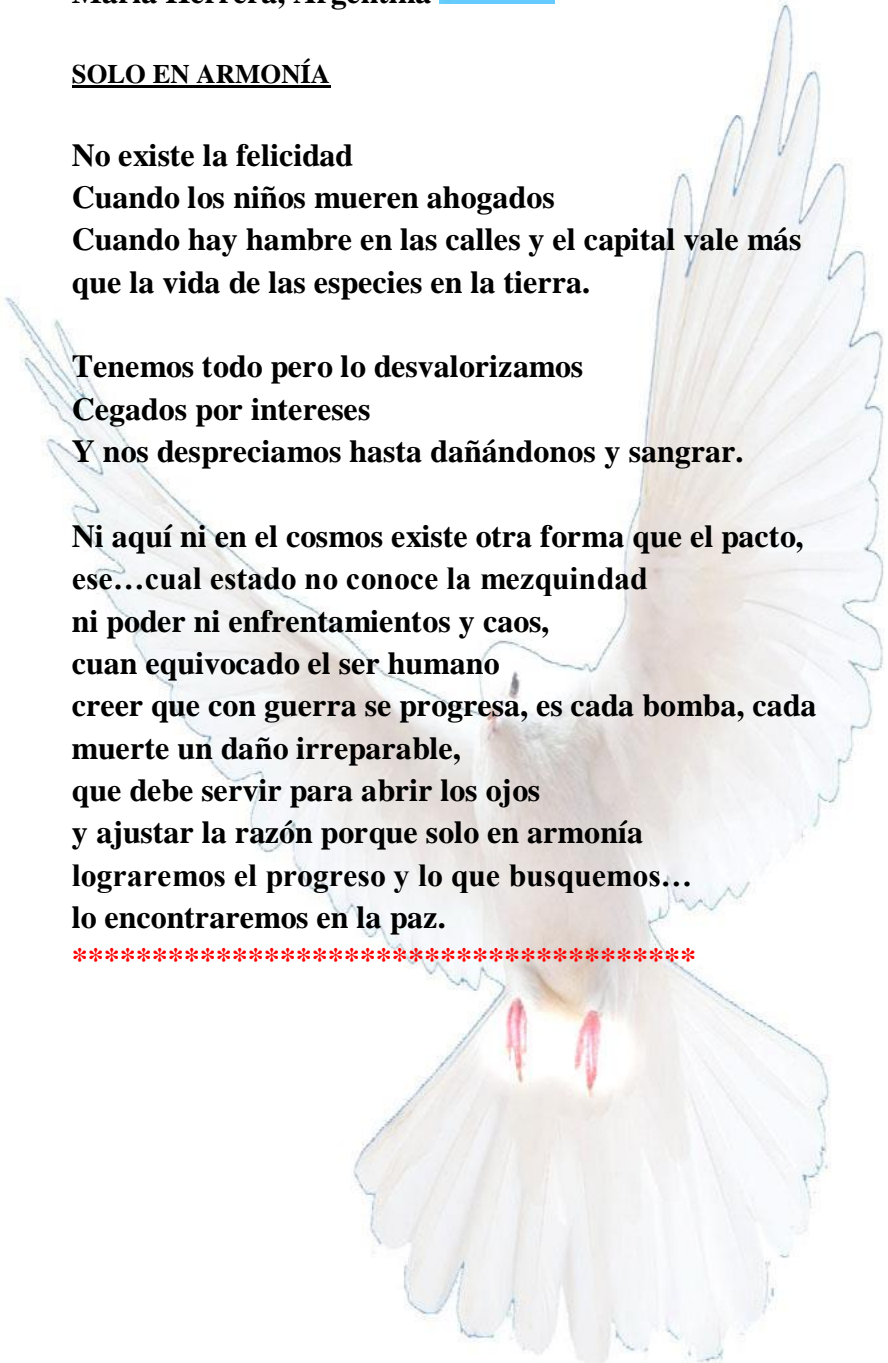 María Herrera, Argentina
SOLO EN ARMONÍA
No existe la felicidad
Cuando los niños mueren ahogados
Cuando hay hambre en las calles y el capital vale más
que la vida de las especies en la tierra.
Tenemos todo pero lo desvalorizamos
Cegados por intereses
Y nos despreciamos hasta dañándonos y sangrar.
Ni aquí ni en el cosmos existe otra forma que el pacto,
ese…cual estado no conoce la mezquindad
ni poder ni enfrentamientos y caos,
cuan equivocado el ser humano
creer que con guerra se progresa, es cada bomba, cada
muerte un daño irreparable,
que debe servir para abrir los ojos
y ajustar la razón porque solo en armonía
lograremos el progreso y lo que busquemos…
lo encontraremos en la paz.
***************************************